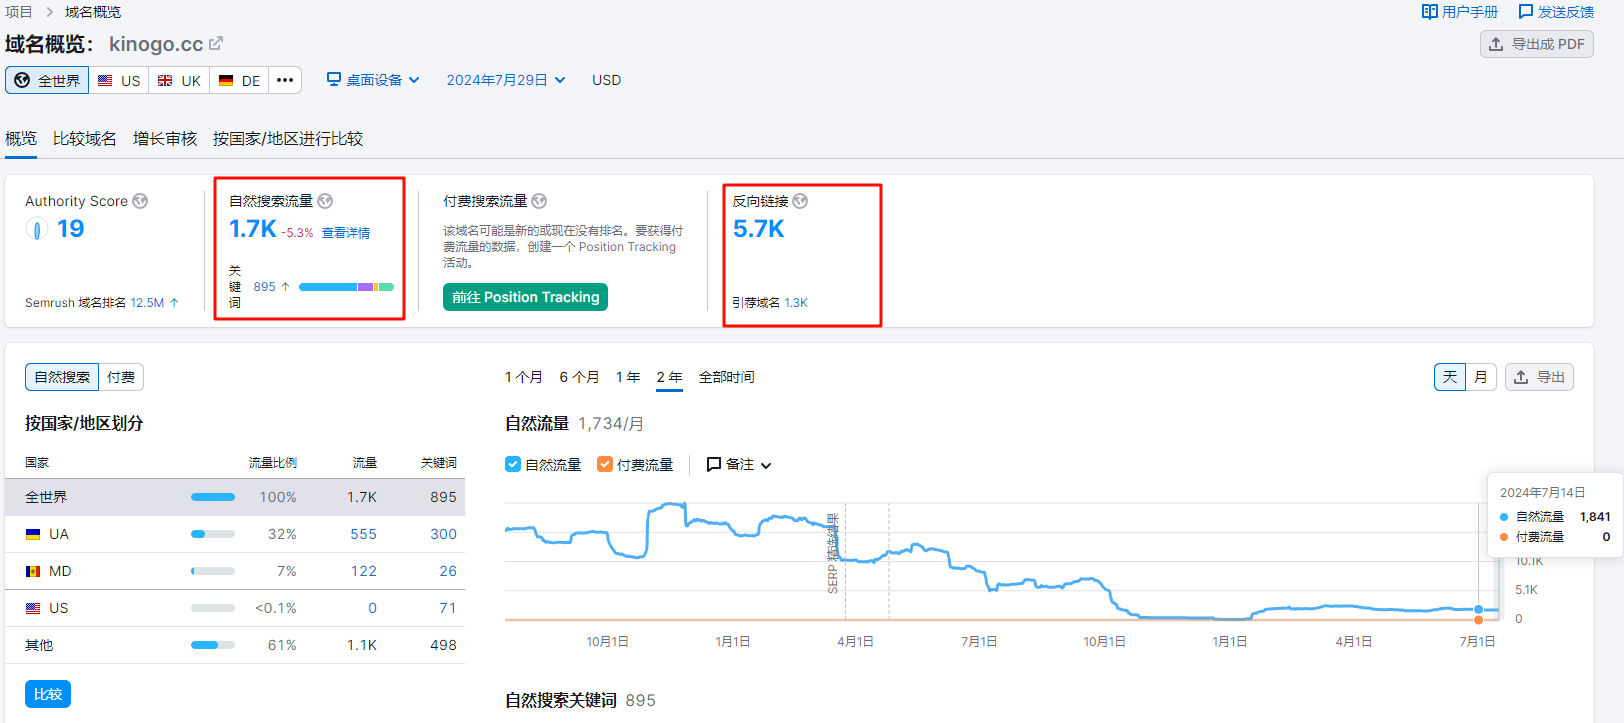 项目 > 域名概览
用户手册 发送反馈
域名概览： kinogo.cc
导出成 PDF
全世界 US UK DE •••
桌面设备 2024年7月29日 USD
概览 比较域名 增长审核 按国家/地区进行比较
Authority Score
19
Semrush 域名排名 12.5M ↑
自然搜索流量
1.7K -5.3% 查看详情
关键词 895 ↑
付费搜索流量
该域名可能是新的或现在没有排名。要获得付
费流量的数据，创建一个 Position Tracking
活动。
前往 Position Tracking
反向链接
5.7K
引荐域名 1.3K
自然搜索 付费
按国家/地区划分
国家 流量比例 流量 关键词
全世界 100% 1.7K 895
UA 32% 555 300
MD 7% 122 26
US <0.1% 0 71
其他 61% 1.1K 498
比较
1 个月 6 个月 1 年 2 年 全部时间
天 月 导出
自然流量 1,734/月
自然流量 付费流量 备注
SERP 精选结果
2024年7月14日
自然流量 1,841
付费流量 0
10.1K
5.1K
0
10月1日 1月1日 4月1日 7月1日 10月1日 1月1日 4月1日 7月1日
自然搜索关键词 895